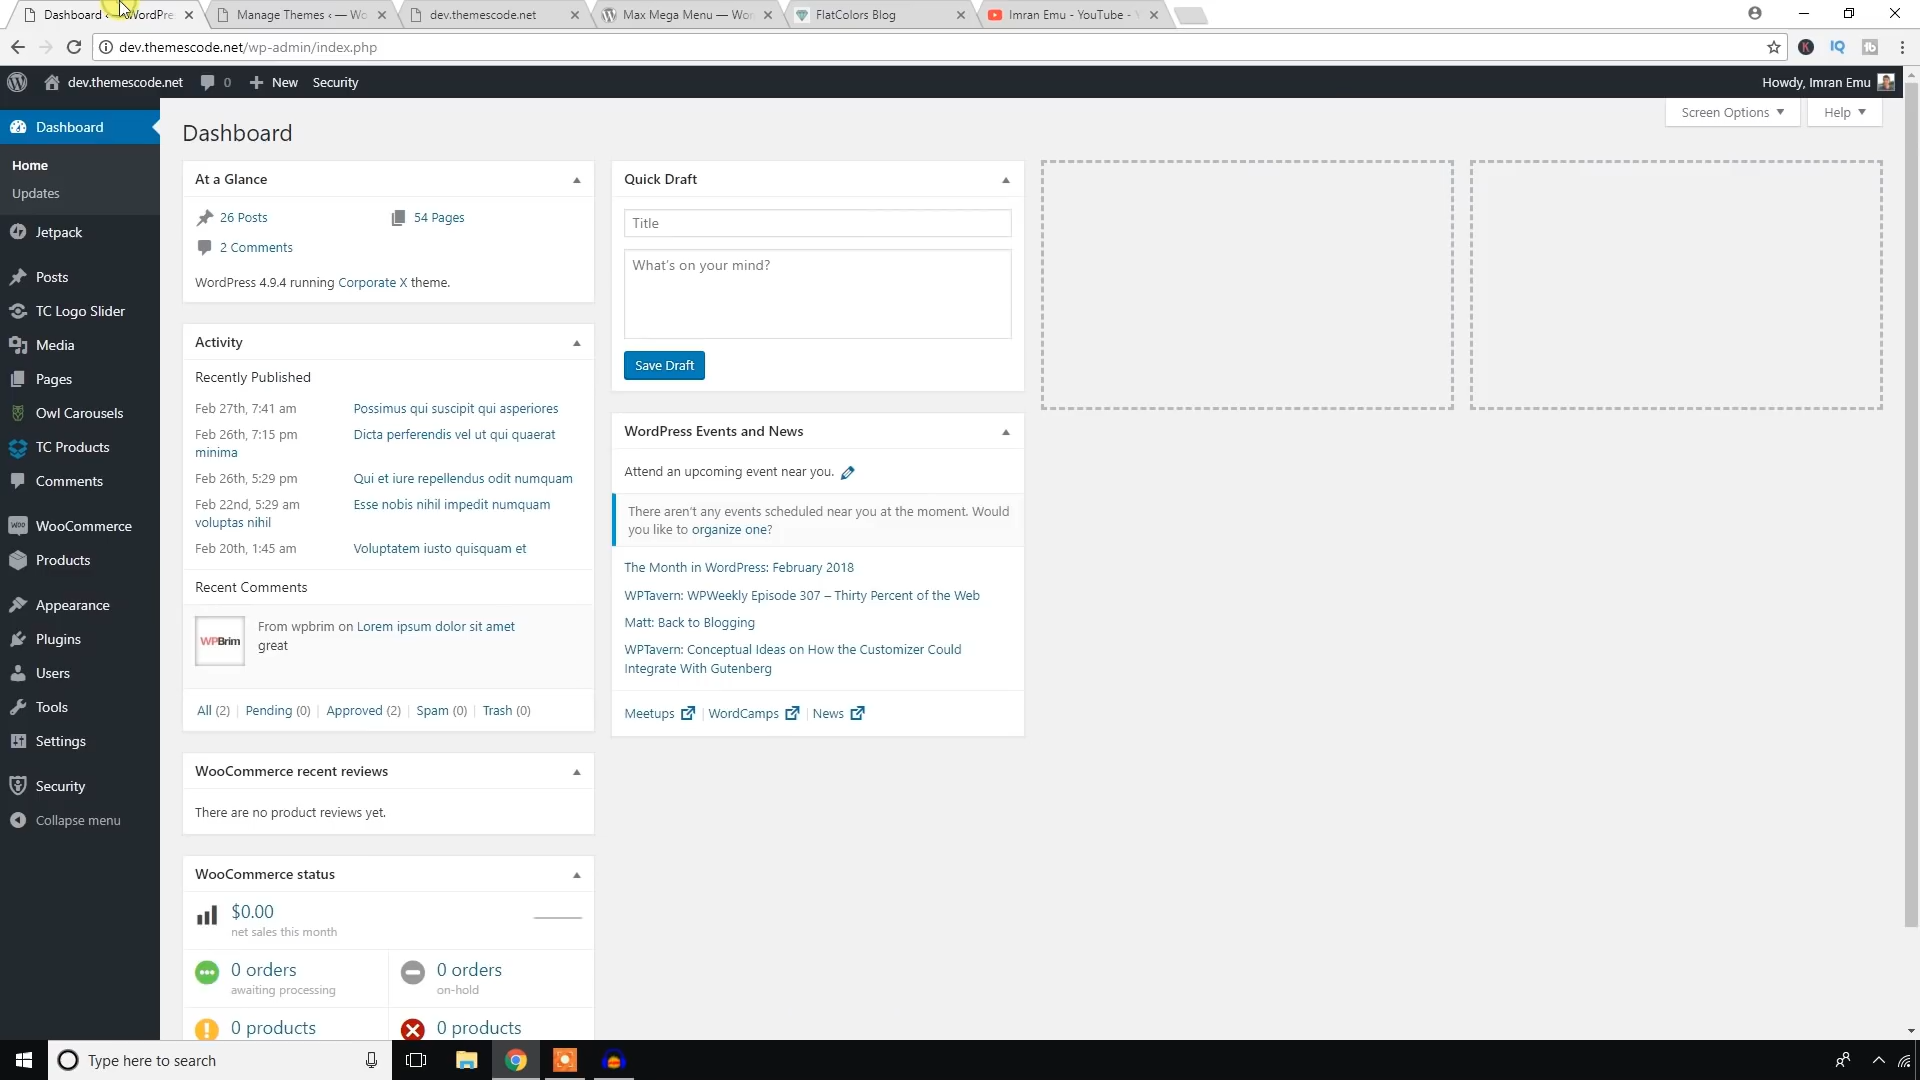 Dashboard ‹ WordPre
Manage Themes ‹ — Wo
dev.themescode.net
Max Mega Menu — Wor
FlatColors Blog
Imran Emu - YouTube -
dev.themescode.net/wp-admin/index.php
dev.themescode.net
0
New
Security
Howdy, Imran Emu
Dashboard
Home
Updates
Jetpack
Posts
TC Logo Slider
Media
Pages
Owl Carousels
TC Products
Comments
WooCommerce
Products
Appearance
Plugins
Users
Tools
Settings
Security
Collapse menu
Screen Options
Help
Dashboard
At a Glance
26 Posts
54 Pages
2 Comments
WordPress 4.9.4 running Corporate X theme.
Activity
Recently Published
Feb 27th, 7:41 am Possimus qui suscipit qui asperiores
Feb 26th, 7:15 pm Dicta perferendis vel ut qui quaerat
minima
Feb 26th, 5:29 pm Qui et iure repellendus odit numquam
Feb 22nd, 5:29 am Esse nobis nihil impedit numquam
voluptas nihil
Feb 20th, 1:45 am Voluptatem iusto quisquam et
Recent Comments
WPBrim
From wpbrim on Lorem ipsum dolor sit amet
great
All (2) | Pending (0) | Approved (2) | Spam (0) | Trash (0)
WooCommerce recent reviews
There are no product reviews yet.
WooCommerce status
$0.00
net sales this month
0 orders
awaiting processing
0 orders
on-hold
0 products
0 products
Quick Draft
Title
What's on your mind?
Save Draft
WordPress Events and News
Attend an upcoming event near you.
There aren't any events scheduled near you at the moment. Would
you like to organize one?
The Month in WordPress: February 2018
WPTavern: WPWeekly Episode 307 – Thirty Percent of the Web
Matt: Back to Blogging
WPTavern: Conceptual Ideas on How the Customizer Could
Integrate With Gutenberg
Meetups | WordCamps | News
Type here to search